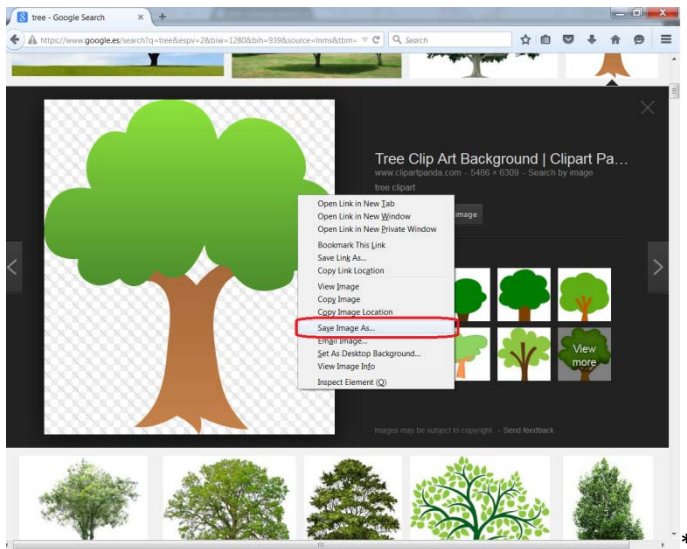 tree - Google Search
https://www.google.es/search?q=tree&espv=2&biw=1280&bih=939&source=lnms&tbm=
Search
Tree Clip Art Background | Clipart Pa...
www.clipartpanda.com - 5486 × 6309 - Search by image
tree clipart
Open Link in New Tab
Open Link in New Window
Open Link in New Private Window
image
Bookmark This Link
Save Link As...
Copy Link Location
View Image
Copy Image
Copy Image Location
Save Image As...
Email Image...
Set As Desktop Background...
View Image Info
Inspect Element (Q)
View
more
Images may be subject to copyright. - Send feedback
*